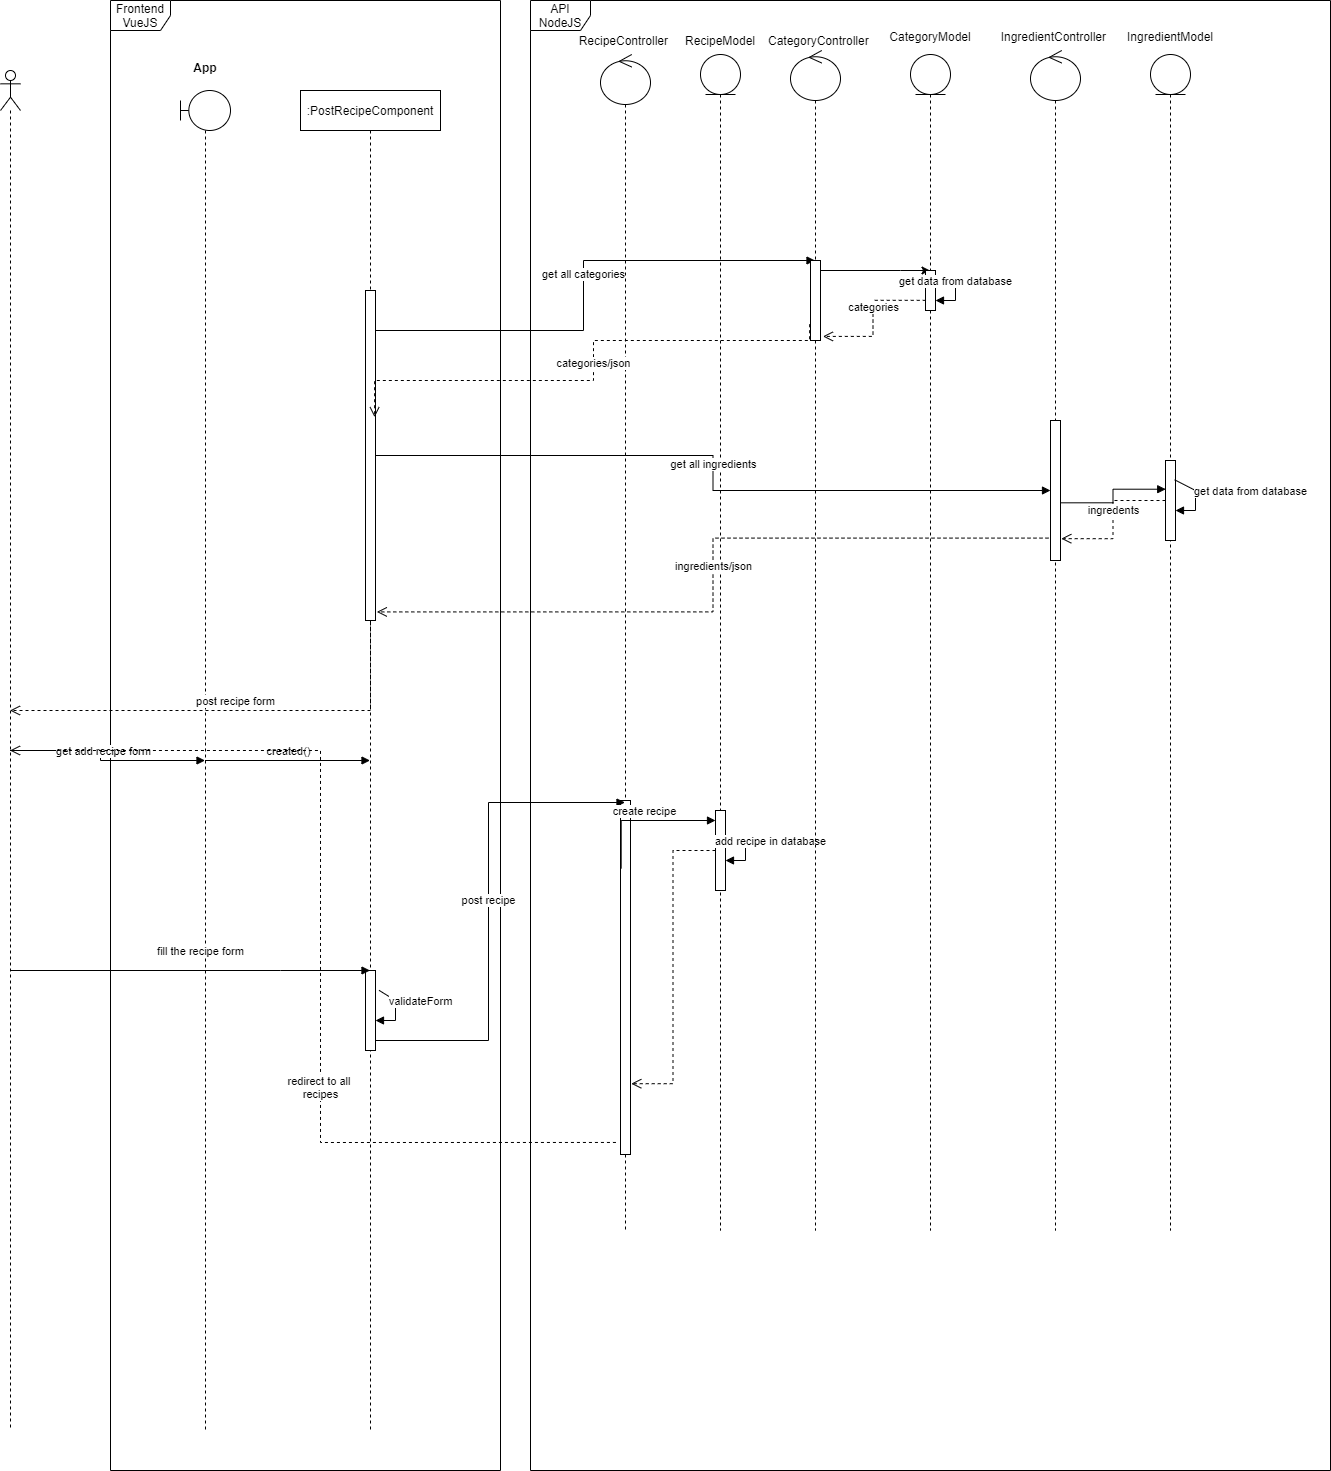 Frontend
VueJS
API
NodeJS
RecipeController
RecipeModel
CategoryController
CategoryModel
IngredientController
IngredientModel
App
:PostRecipeComponent
get all categories
get data from database
categories
categories/json
get all ingredients
get data from database
ingredents
ingredients/json
post recipe form
get add recipe form
created()
create recipe
add recipe in database
post recipe
fill the recipe form
validateForm
redirect to all
recipes